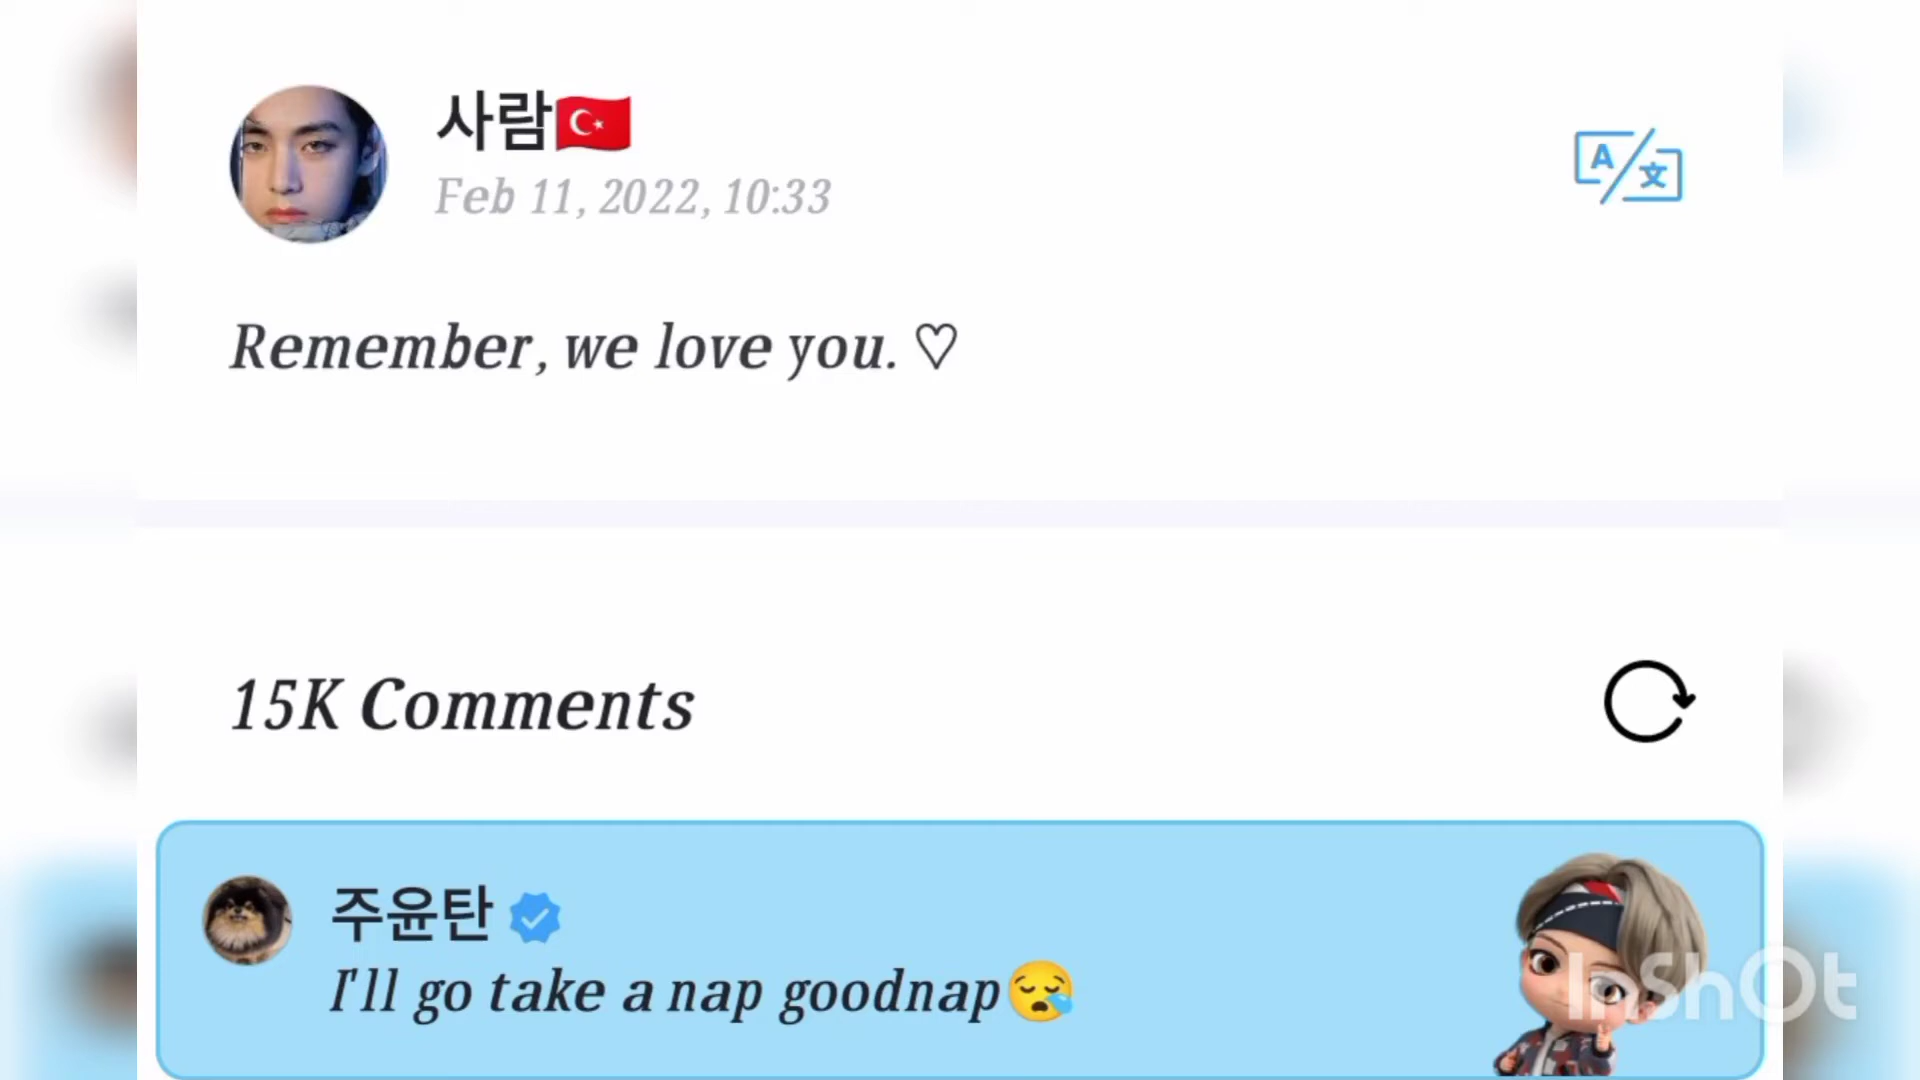 사람🇹🇷
Feb 11, 2022, 10:33
A 文
Remember, we love you. ♡
15K Comments
주윤탄
I'll go take a nap goodnap😪
InShOt